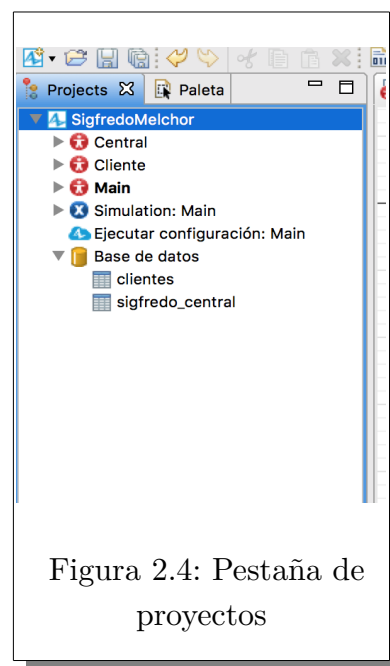 Projects Paleta
SigfredoMelchor
Central
Cliente
Main
Simulation: Main
Ejecutar configuración: Main
Base de datos
clientes
sigfredo_central
Figura 2.4: Pestaña de
proyectos